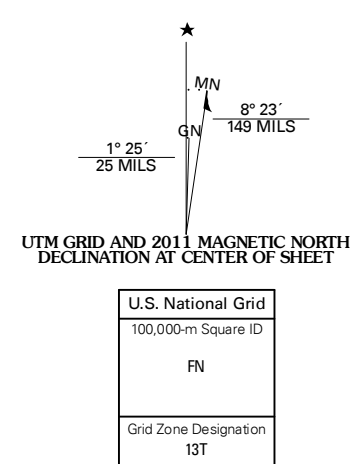 ★
MN
GN
8° 23´
149 MILS
1° 25´
25 MILS
UTM GRID AND 2011 MAGNETIC NORTH
DECLINATION AT CENTER OF SHEET
U.S. National Grid
100,000-m Square ID
FN
Grid Zone Designation
13T